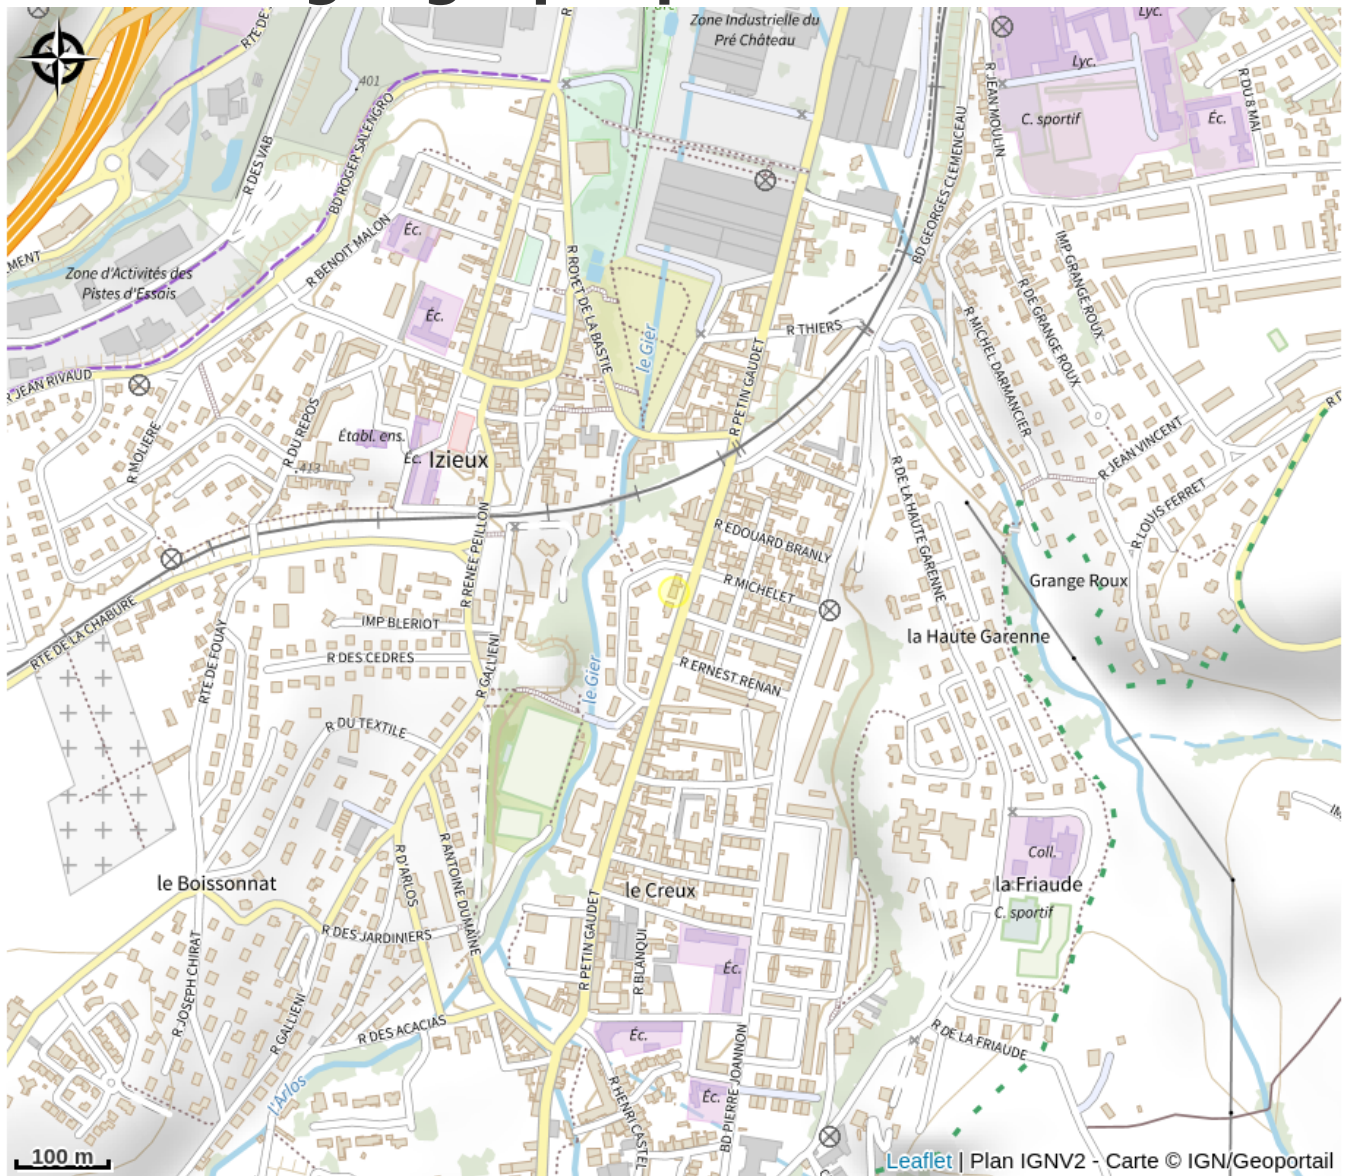 Zone Industrielle du
Pré Château
Lyc.
Lyc.
RTE DE
401
R DES VAB
BD ROGER SALENGRO
R JEAN MOULIN
C. sportif
Éc.
R DU 8 MAI
BD GEORGES CLEMENCEAU
R BENOIT MALON
Éc.
Zone d'Activités des
Pistes d'Essais
Éc.
R ROYET DE LA BASTIE
le Gier
R THIERS
R PETIN GAUDET
IMP GRANGE ROUX
R DE GRANGE ROUX
R MICHEL DARMANCIER
R JEAN RIVAUD
R MOLIERE
R DU REPOS
Établ. ens.
Éc.
Izieux
413
R JEAN VINCENT
R LOUIS FERRET
R DE LA HAUTE GARENNE
R EDOUARD BRANLY
R MICHELET
Grange Roux
la Haute Garenne
R RENEE PEILLON
RTE DE LA CHABURE
IMP BLERIOT
R DES CEDRES
RTE DE FOUAY
R GALLIENI
le Gier
R ERNEST RENAN
R DU TEXTILE
R ANTOINE DUMAINE
R D'ARLOS
le Boissonnat
le Creux
Coll.
la Friaude
C. sportif
R DES JARDINIERS
R PETIN GAUDET
R BLANQUI
Éc.
R JOSEPH CHIRAT
R GALLIENI
R DES ACACIAS
Éc.
R DE LA FRIAUDE
l'Arlos
R HENRI CASTEL
Éc.
BD PIERRE JOANNON
100 m
Leaflet | Plan IGNV2 - Carte © IGN/Geoportail